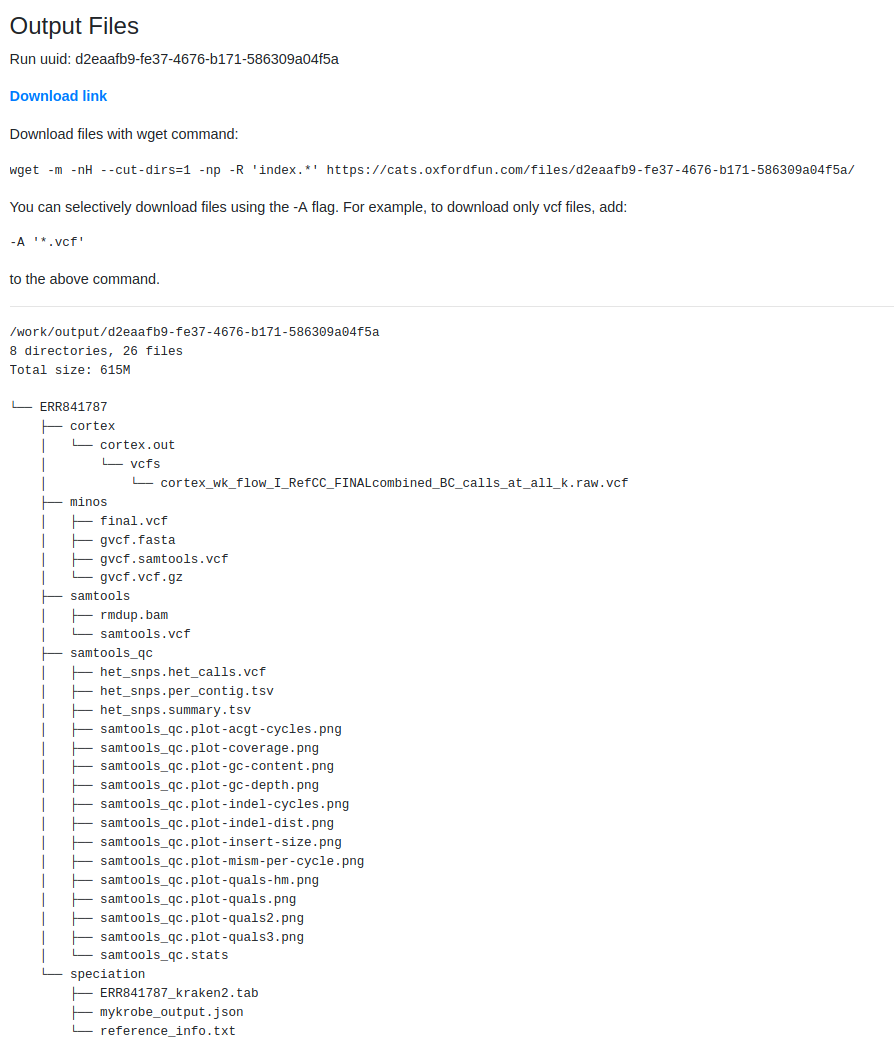 Output Files
Run uuid: d2eaafb9-fe37-4676-b171-586309a04f5a
Download link
Download files with wget command:
wget -m -nH --cut-dirs=1 -np -R 'index.*' https://cats.oxfordfun.com/files/d2eaafb9-fe37-4676-b171-586309a04f5a/
You can selectively download files using the -A flag. For example, to download only vcf files, add:
-A '*.vcf'
to the above command.
/work/output/d2eaafb9-fe37-4676-b171-586309a04f5a
8 directories, 26 files
Total size: 615M
└── ERR841787
    ├── cortex
    │   └── cortex.out
    │       └── vcfs
    │           └── cortex_wk_flow_I_RefCC_FINALcombined_BC_calls_at_all_k.raw.vcf
    ├── minos
    │   ├── final.vcf
    │   ├── gvcf.fasta
    │   ├── gvcf.samtools.vcf
    │   └── gvcf.vcf.gz
    ├── samtools
    │   ├── rmdup.bam
    │   └── samtools.vcf
    ├── samtools_qc
    │   ├── het_snps.het_calls.vcf
    │   ├── het_snps.per_contig.tsv
    │   ├── het_snps.summary.tsv
    │   ├── samtools_qc.plot-acgt-cycles.png
    │   ├── samtools_qc.plot-coverage.png
    │   ├── samtools_qc.plot-gc-content.png
    │   ├── samtools_qc.plot-gc-depth.png
    │   ├── samtools_qc.plot-indel-cycles.png
    │   ├── samtools_qc.plot-indel-dist.png
    │   ├── samtools_qc.plot-insert-size.png
    │   ├── samtools_qc.plot-mism-per-cycle.png
    │   ├── samtools_qc.plot-quals-hm.png
    │   ├── samtools_qc.plot-quals.png
    │   ├── samtools_qc.plot-quals2.png
    │   ├── samtools_qc.plot-quals3.png
    │   └── samtools_qc.stats
    └── speciation
        ├── ERR841787_kraken2.tab
        ├── mykrobe_output.json
        └── reference_info.txt